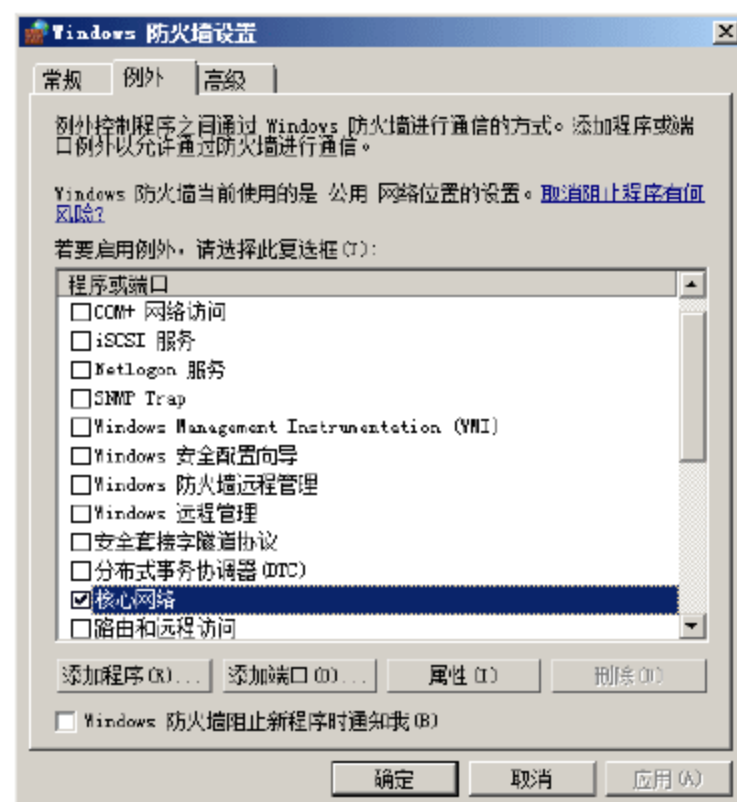 Windows 防火墙设置
常规 例外 高级
例外控制程序之间通过 Windows 防火墙进行通信的方式。添加程序或端
口例外以允许通过防火墙进行通信。
Windows 防火墙当前使用的是 公用 网络位置的设置。取消阻止程序有何
风险?
若要启用例外，请选择此复选框(T):
程序或端口
COM+ 网络访问
iSCSI 服务
Netlogon 服务
SNMP Trap
Windows Management Instrumentation (WMI)
Windows 安全配置向导
Windows 防火墙远程管理
Windows 远程管理
安全套接字隧道协议
分布式事务协调器(DTC)
核心网络
路由和远程访问
添加程序(R)... 添加端口(O)... 属性(I) 删除(D)
Windows 防火墙阻止新程序时通知我(B)
确定 取消 应用(A)